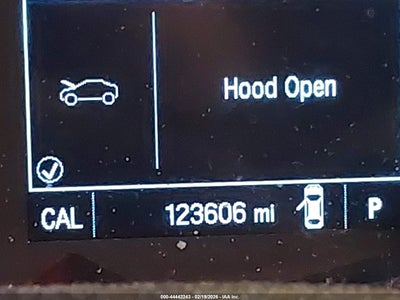 Hood Open
CAL
123606 mi
P
000-44442243 - 02/19/2026 - IAA Inc.